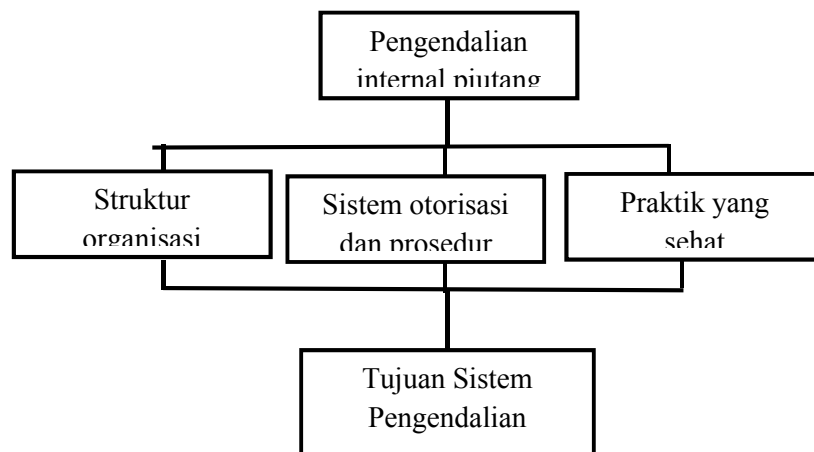 Pengendalian
internal piutang
Struktur
organisasi
Sistem otorisasi
dan prosedur
Praktik yang
sehat
Tujuan Sistem
Pengendalian